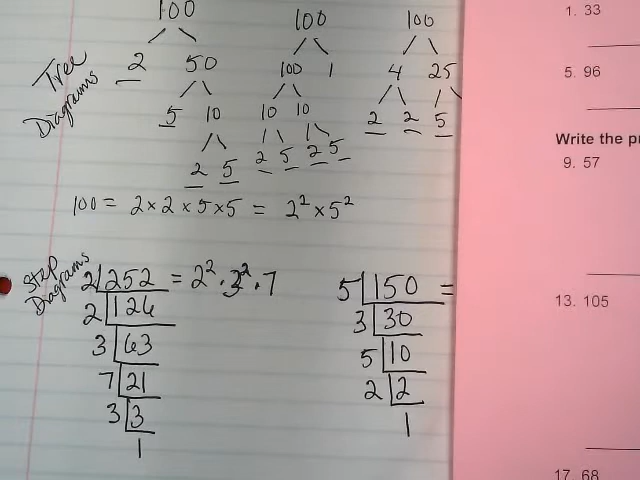 100 100 100
2 50 100 1 4 25
5 10 10 10 2 2 5
2 5 2 5 2 5
Tree
Diagrams
100 = 2 × 2 × 5 × 5 = 2² × 5²
Step
Diagrams
2 252 = 2² · 3² · 7
2 126
3 63
7 21
3 3
1
5 150 =
3 30
5 10
2 2
1
1. 33
5. 96
Write the pr
9. 57
13. 105
17. 68